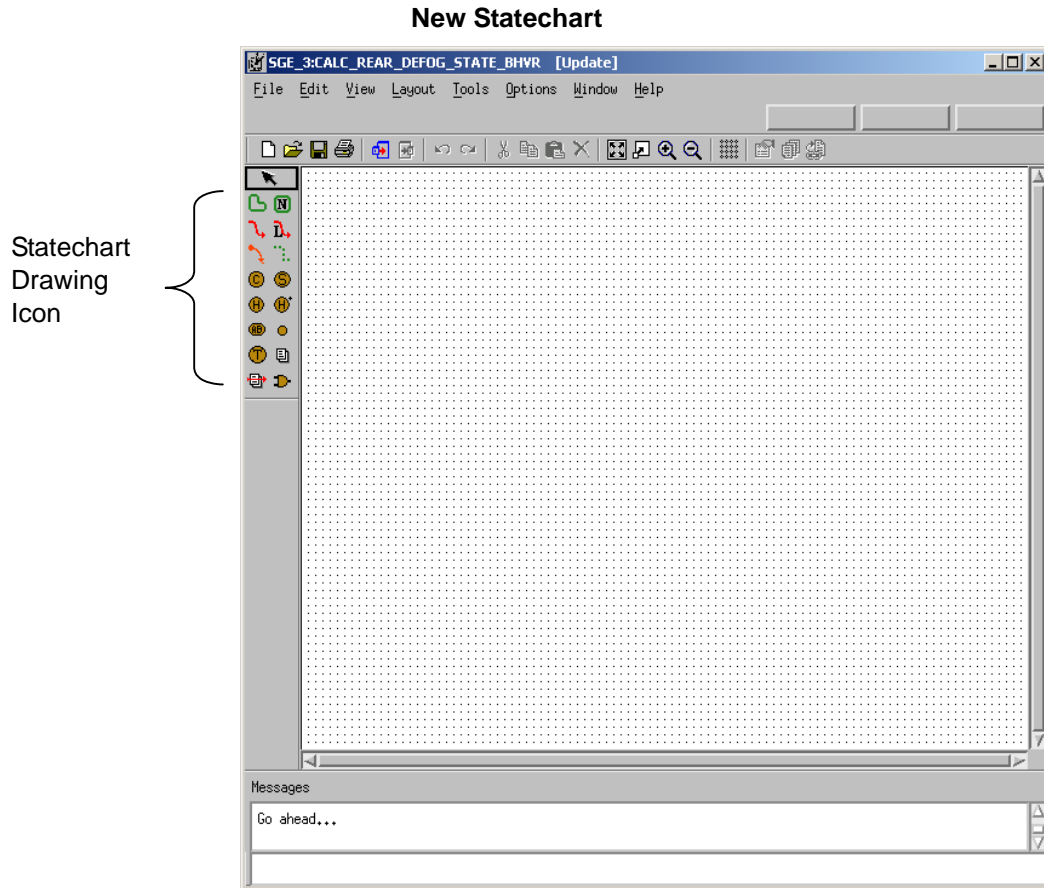 New Statechart
SGE_3:CALC_REAR_DEFOG_STATE_BHVR [Update]
File Edit View Layout Tools Options Window Help
N
D
C S
H H+
AB
T
Statechart
Drawing
Icon
Messages
Go ahead...